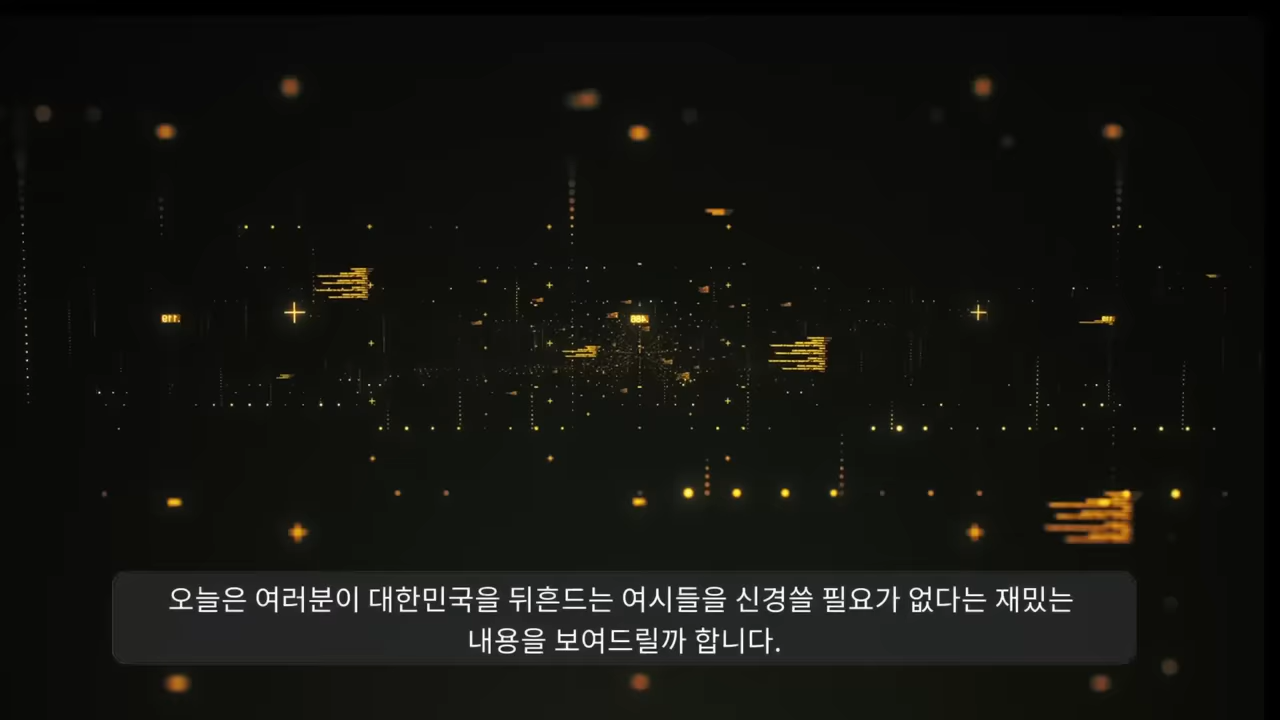 오늘은 여러분이 대한민국을 뒤흔드는 여시들을 신경쓸 필요가 없다는 재밌는
내용을 보여드릴까 합니다.